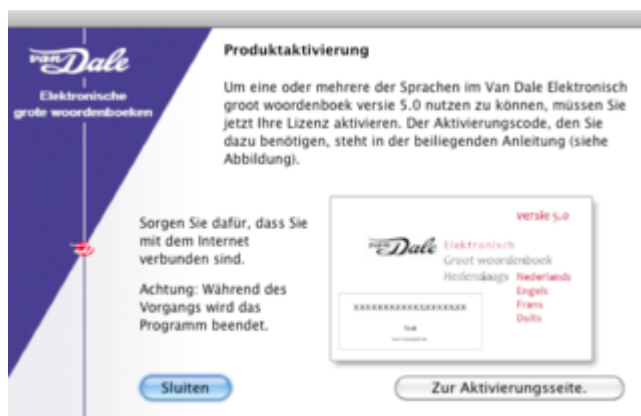 van Dale
Elektronische
grote woordenboeken
Produktaktivierung
Um eine oder mehrere der Sprachen im Van Dale Elektronisch
groot woordenboek versie 5.0 nutzen zu können, müssen Sie
jetzt Ihre Lizenz aktivieren. Der Aktivierungscode, den Sie
dazu benötigen, steht in der beiliegenden Anleitung (siehe
Abbildung).
Sorgen Sie dafür, dass Sie
mit dem Internet
verbunden sind.
Achtung: Während des
Vorgangs wird das
Programm beendet.
versie 5.0
van Dale Elektronisch
Groot woordenboek
Hedendaags Nederlands
Engels
Frans
Duits
Sluiten
Zur Aktivierungsseite.